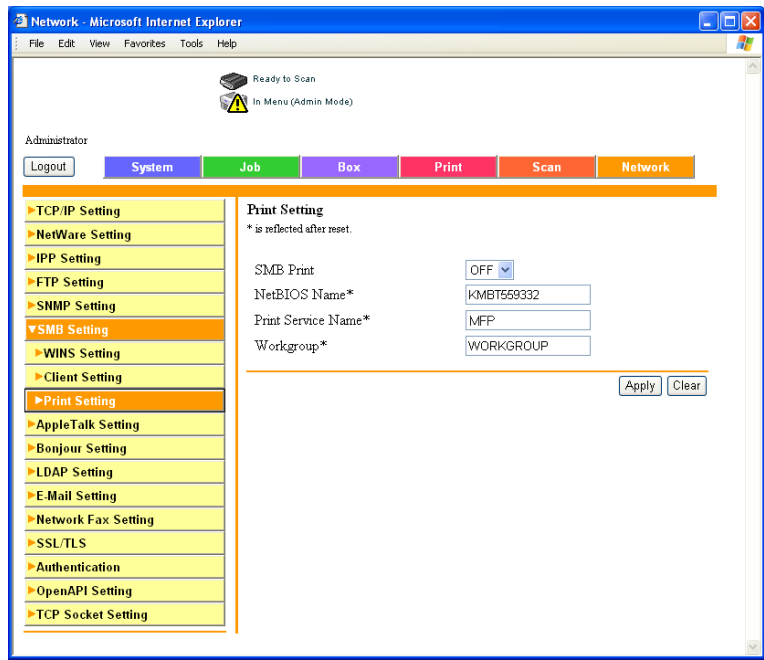 Network - Microsoft Internet Explorer
File Edit View Favorites Tools Help
Ready to Scan
In Menu (Admin Mode)
Administrator
Logout System Job Box Print Scan Network
TCP/IP Setting
NetWare Setting
IPP Setting
FTP Setting
SNMP Setting
SMB Setting
WINS Setting
Client Setting
Print Setting
AppleTalk Setting
Bonjour Setting
LDAP Setting
E-Mail Setting
Network Fax Setting
SSL/TLS
Authentication
OpenAPI Setting
TCP Socket Setting
Print Setting
* is reflected after reset.
SMB Print OFF
NetBIOS Name* KMBT559332
Print Service Name* MFP
Workgroup* WORKGROUP
Apply Clear